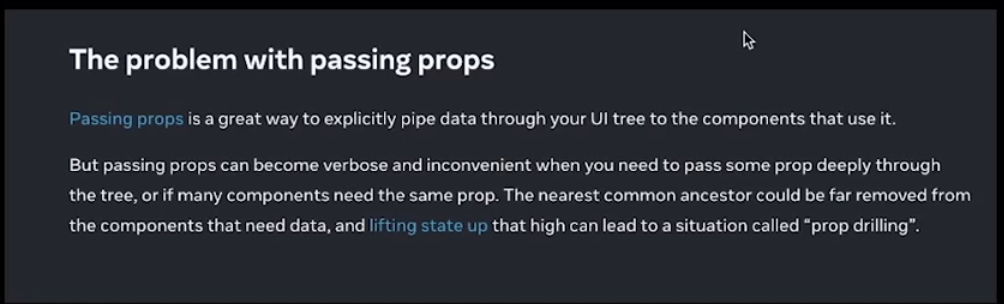 The problem with passing props
Passing props is a great way to explicitly pipe data through your UI tree to the components that use it.
But passing props can become verbose and inconvenient when you need to pass some prop deeply through
the tree, or if many components need the same prop. The nearest common ancestor could be far removed from
the components that need data, and lifting state up that high can lead to a situation called “prop drilling”.